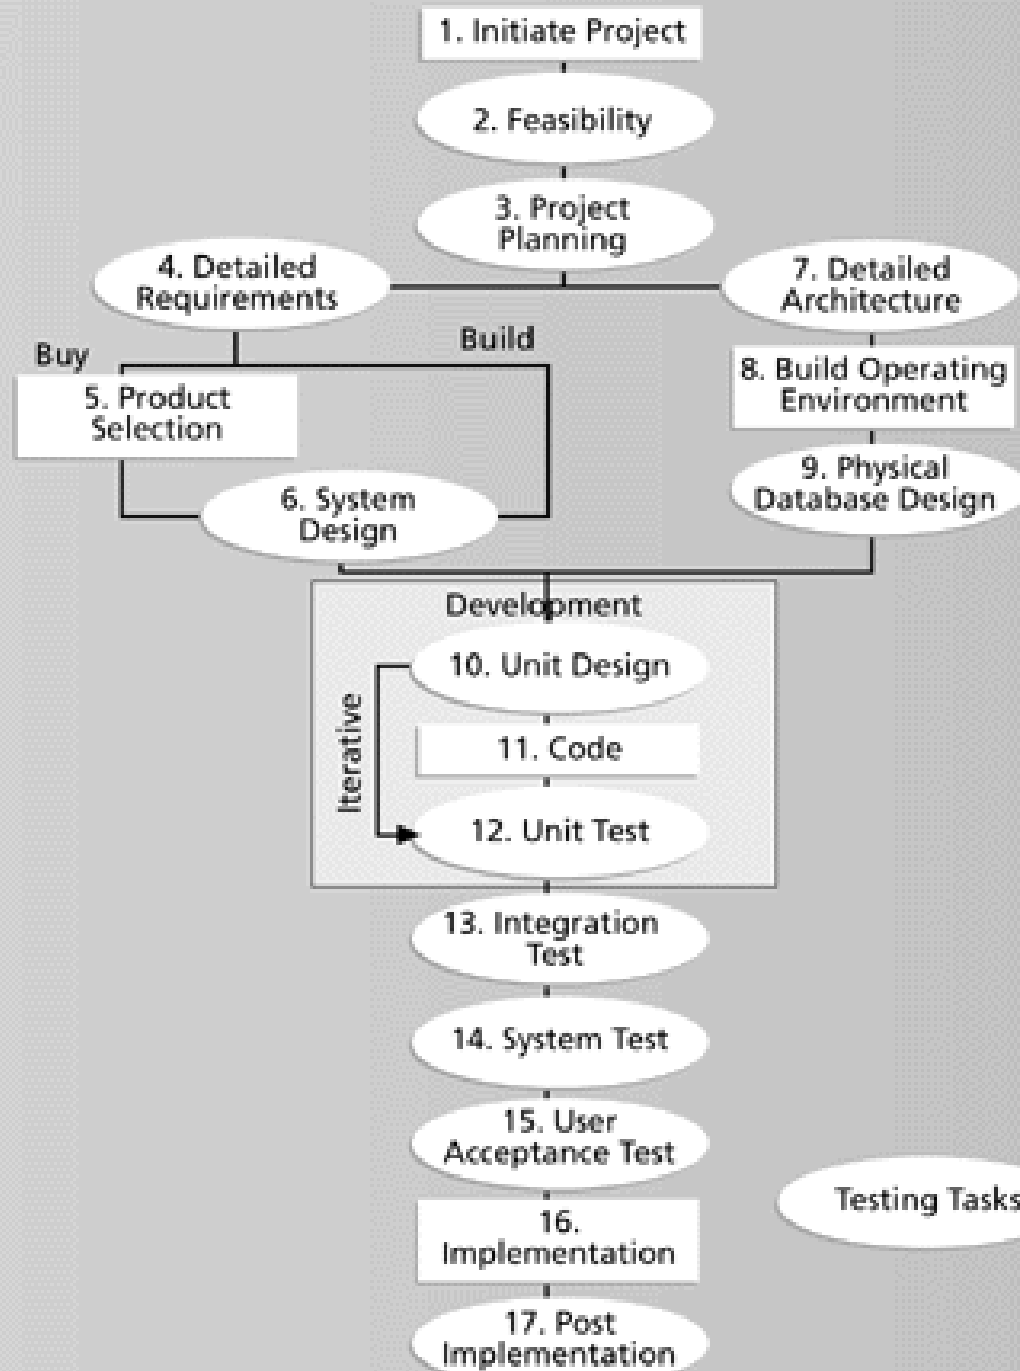 1. Initiate Project
2. Feasibility
3. Project
Planning
4. Detailed
Requirements
7. Detailed
Architecture
Buy
Build
5. Product
Selection
8. Build Operating
Environment
6. System
Design
9. Physical
Database Design
Development
10. Unit Design
Iterative
11. Code
12. Unit Test
13. Integration
Test
14. System Test
15. User
Acceptance Test
Testing Tasks
16.
Implementation
17. Post
Implementation